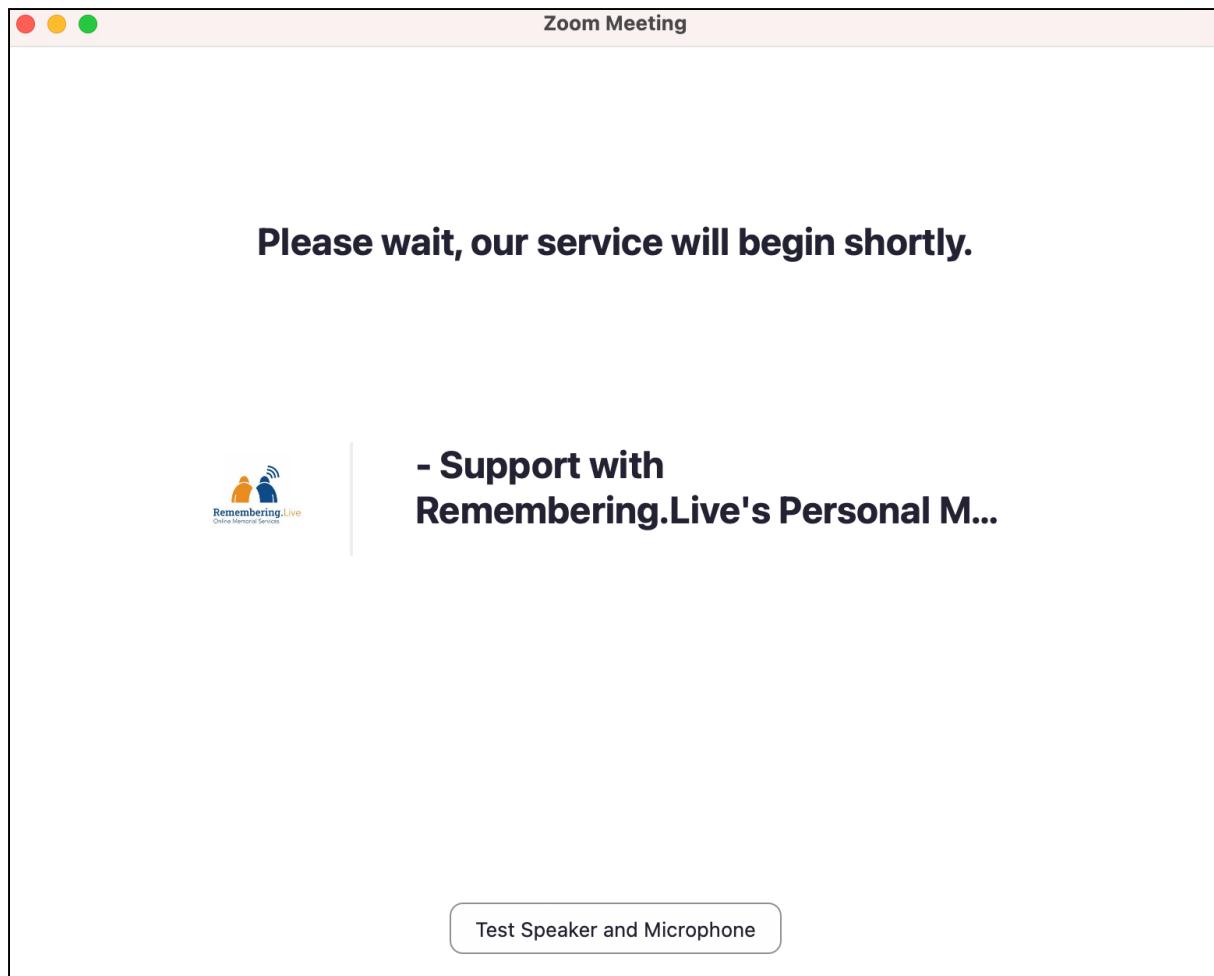 Zoom Meeting
Please wait, our service will begin shortly.
- Support with
Remembering.Live's Personal M...
Remembering.Live
Online Memorial Services
Test Speaker and Microphone